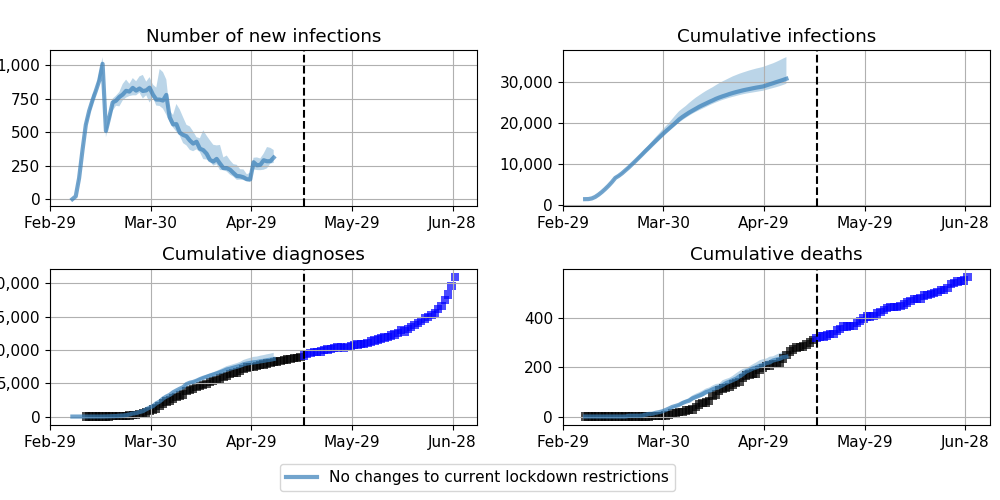 Number of new infections
Cumulative infections
1,000
750
500
250
0
Feb-29 Mar-30 Apr-29 May-29 Jun-28
30,000
20,000
10,000
0
Feb-29 Mar-30 Apr-29 May-29 Jun-28
Cumulative diagnoses
Cumulative deaths
0,000
5,000
0,000
5,000
0
Feb-29 Mar-30 Apr-29 May-29 Jun-28
400
200
0
Feb-29 Mar-30 Apr-29 May-29 Jun-28
No changes to current lockdown restrictions